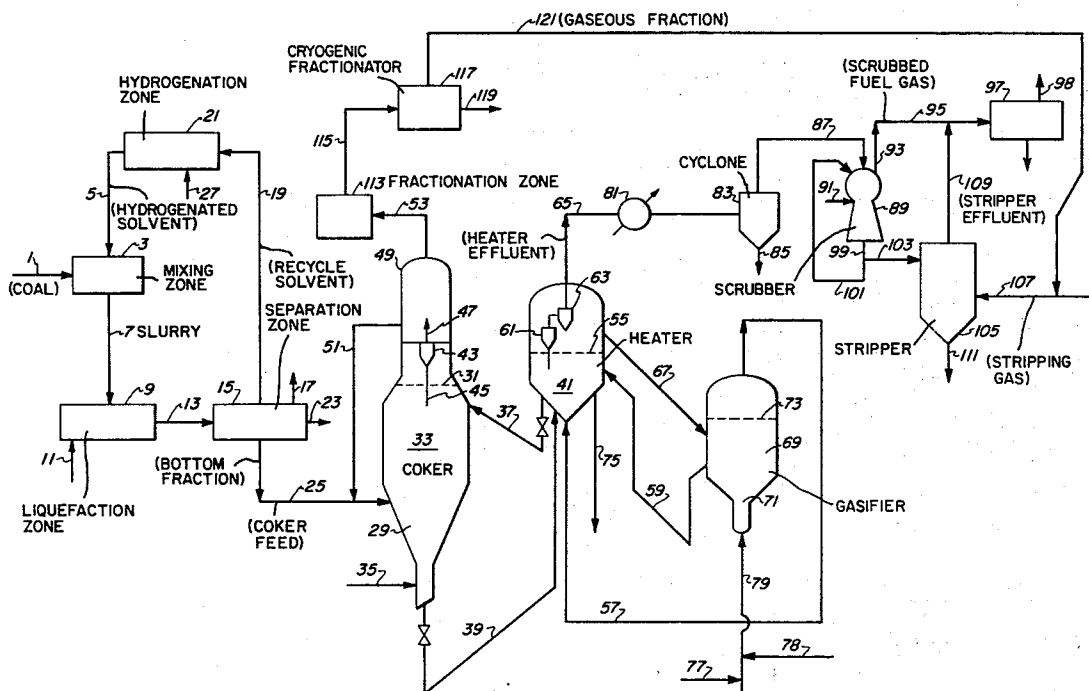 121 (GASEOUS FRACTION)
CRYOGENIC
FRACTIONATOR
117
119
115
HYDROGENATION
ZONE
21
5
27
19
(HYDROGENATED
SOLVENT)
113
FRACTIONATION ZONE
53
(SCRUBBED
FUEL GAS)
95
97
98
87
93
CYCLONE
83
85
81
65
(HEATER
EFFLUENT)
91
89
99
103
101
SCRUBBER
109
(STRIPPER
EFFLUENT)
107
105
STRIPPER
111
(STRIPPING
GAS)
1
(COAL)
3
MIXING
ZONE
(RECYCLE
SOLVENT)
7 SLURRY
SEPARATION
ZONE
9
13
15
17
23
11
LIQUEFACTION
ZONE
(BOTTOM
FRACTION)
25
(COKER
FEED)
49
47
51
43
31
45
33
COKER
29
35
37
39
63
61
55
HEATER
41
67
75
59
57
73
69
71
GASIFIER
79
77
78